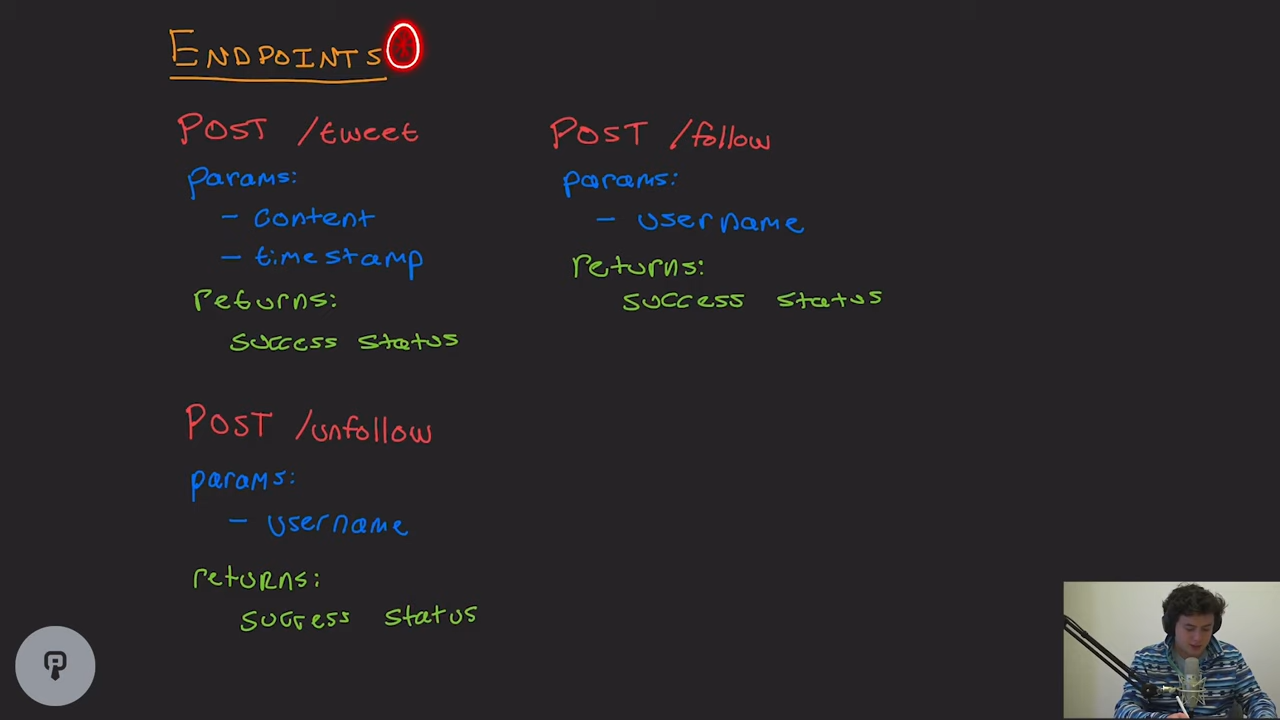 ENDPOINTS
POST /tweet
params:
- content
- timestamp
returns:
success status
POST /follow
params:
- username
returns:
success status
POST /unfollow
params:
- username
returns:
success status